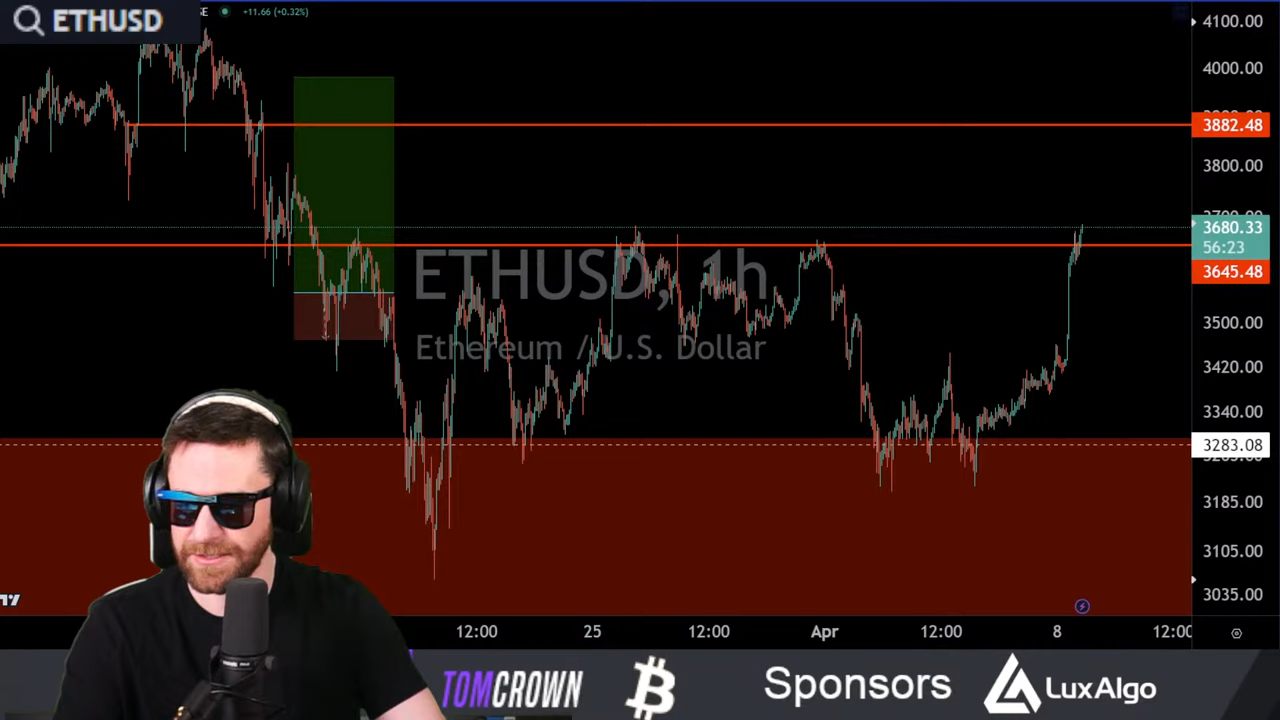 ETHUSD
SE
+11.66 (+0.32%)
4100.00
4000.00
3882.48
3800.00
3680.33
56:23
3645.48
ETHUSD, 1h
Ethereum / U.S. Dollar
3500.00
3420.00
3340.00
3283.08
3185.00
3105.00
3035.00
12:00
25
12:00
Apr
12:00
8
12:00
TOMCROWN
Sponsors
LuxAlgo